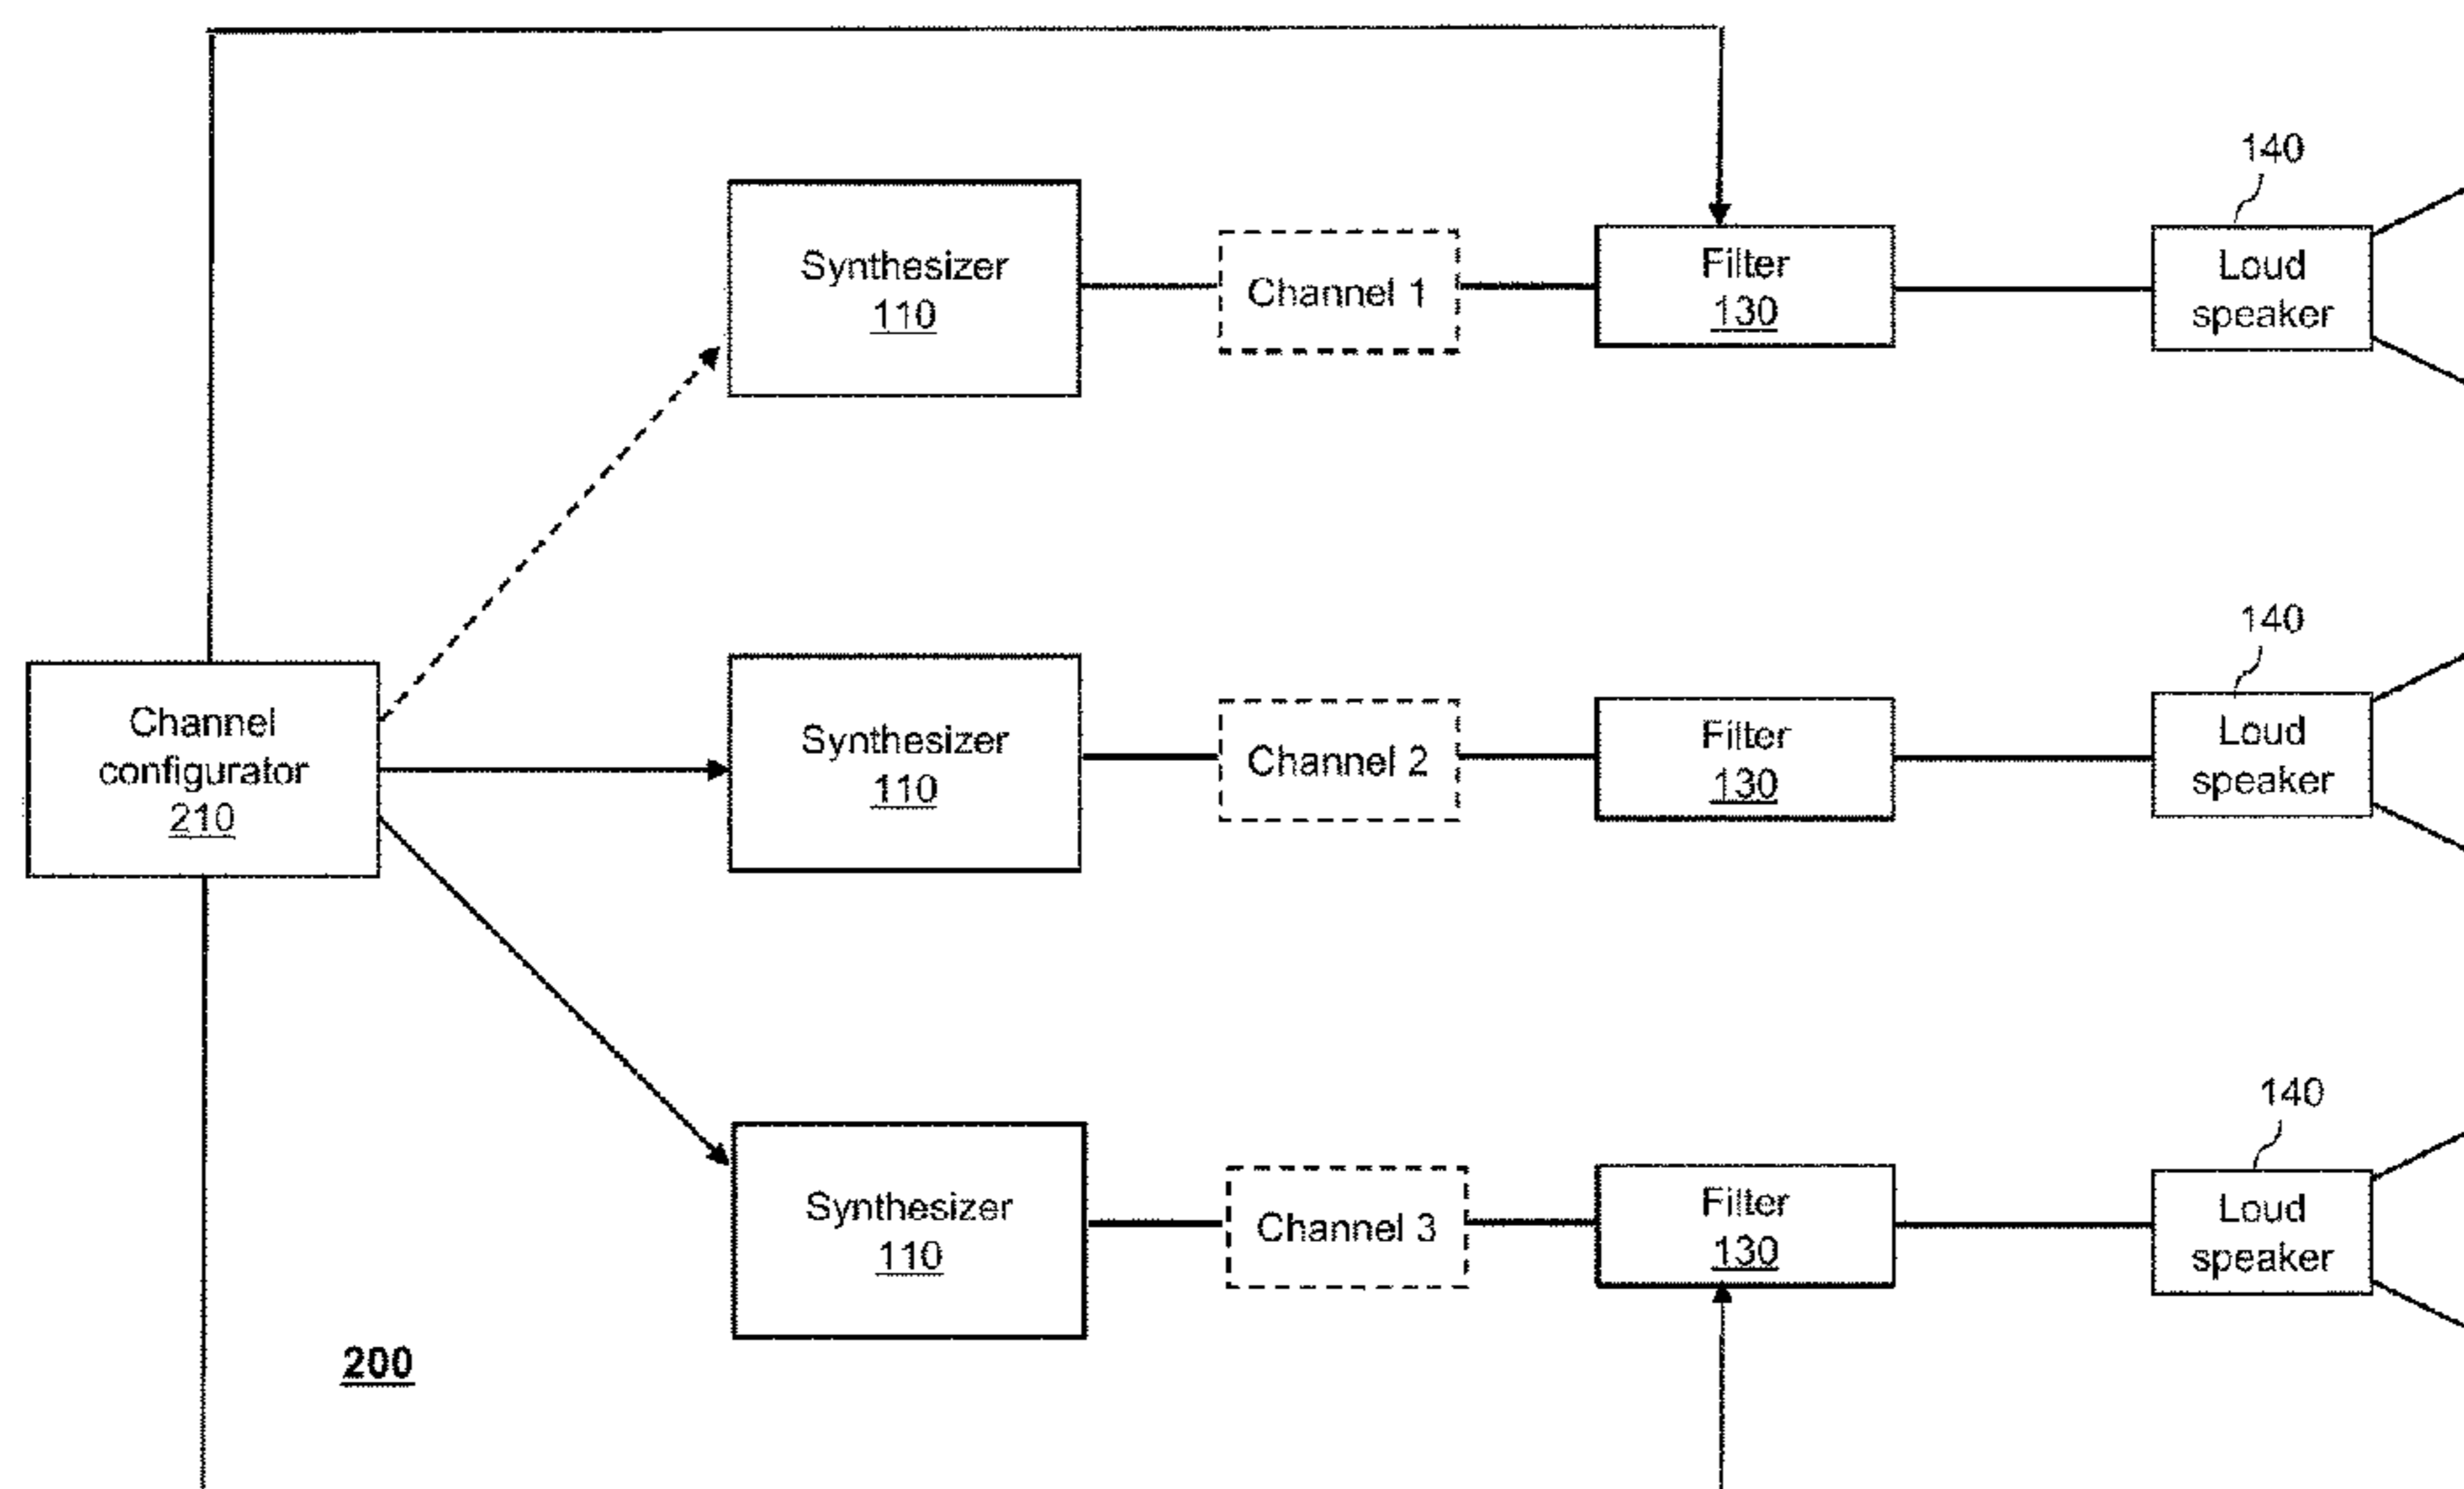 140
Synthesizer
110
Channel 1
Filter
130
Loud
speaker
140
Channel
configurator
210
Synthesizer
110
Channel 2
Filter
130
Loud
speaker
140
Synthesizer
110
Channel 3
Filter
130
Loud
speaker
200